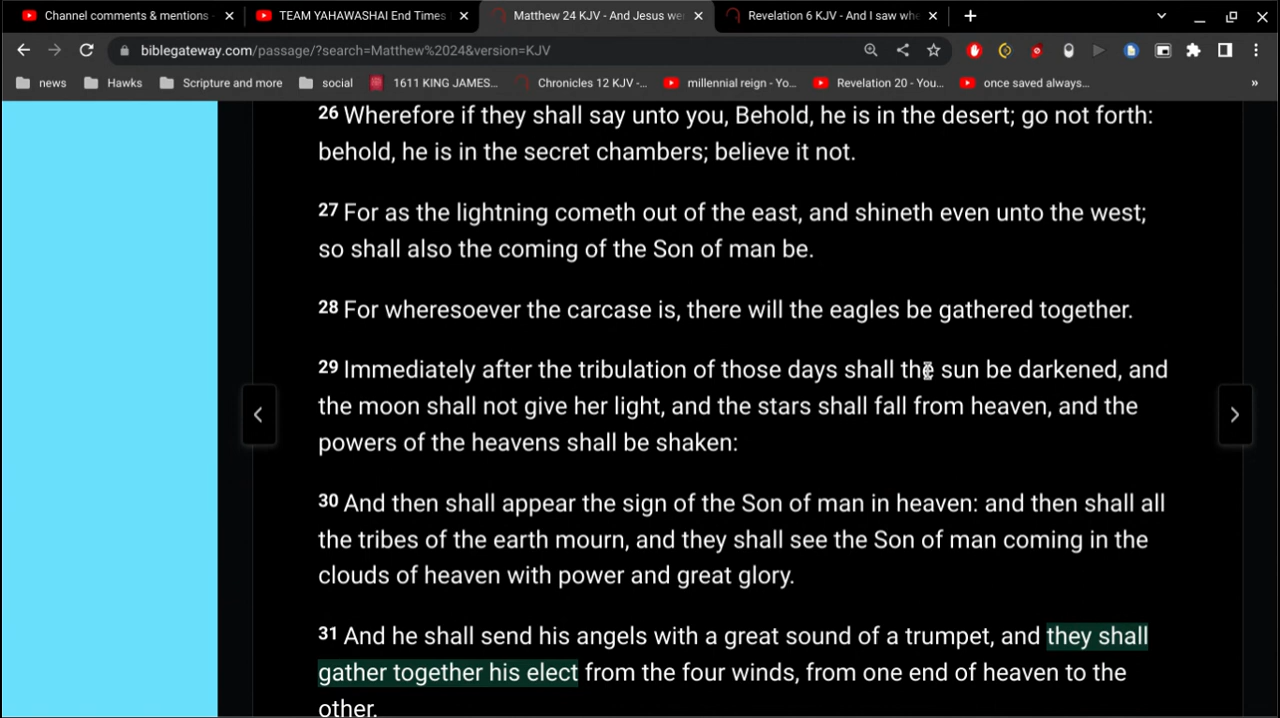 Channel comments & mentions
TEAM YAHAWASHAI End Times
Matthew 24 KJV - And Jesus we
Revelation 6 KJV - And I saw whe
biblegateway.com/passage/?search=Matthew%2024&version=KJV
news
Hawks
Scripture and more
social
1611 KING JAMES...
Chronicles 12 KJV -...
millennial reign - Yo...
Revelation 20 - You...
once saved always...
»
26 Wherefore if they shall say unto you, Behold, he is in the desert; go not forth:
behold, he is in the secret chambers; believe it not.
27 For as the lightning cometh out of the east, and shineth even unto the west;
so shall also the coming of the Son of man be.
28 For wheresoever the carcase is, there will the eagles be gathered together.
29 Immediately after the tribulation of those days shall the sun be darkened, and
the moon shall not give her light, and the stars shall fall from heaven, and the
powers of the heavens shall be shaken:
30 And then shall appear the sign of the Son of man in heaven: and then shall all
the tribes of the earth mourn, and they shall see the Son of man coming in the
clouds of heaven with power and great glory.
31 And he shall send his angels with a great sound of a trumpet, and they shall
gather together his elect from the four winds, from one end of heaven to the
other.